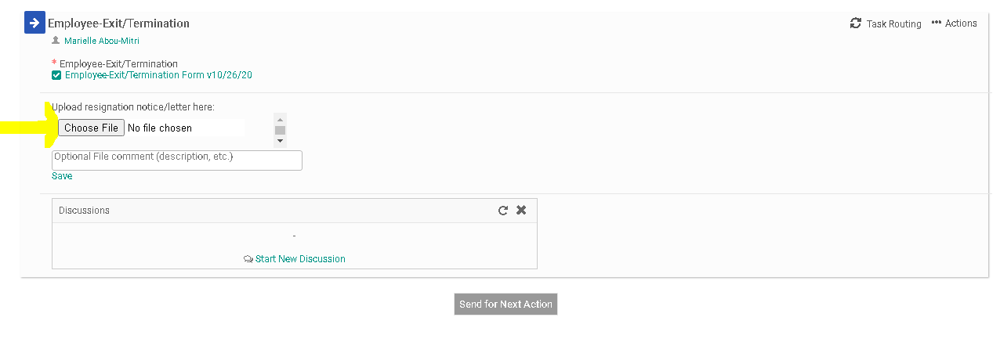 Employee-Exit/Termination
Task Routing
Actions
Marielle Abou-Mitri
* Employee-Exit/Termination
Employee-Exit/Termination Form v10/26/20
Upload resignation notice/letter here:
Choose File No file chosen
Optional File comment (description, etc.)
Save
Discussions
-
Start New Discussion
Send for Next Action